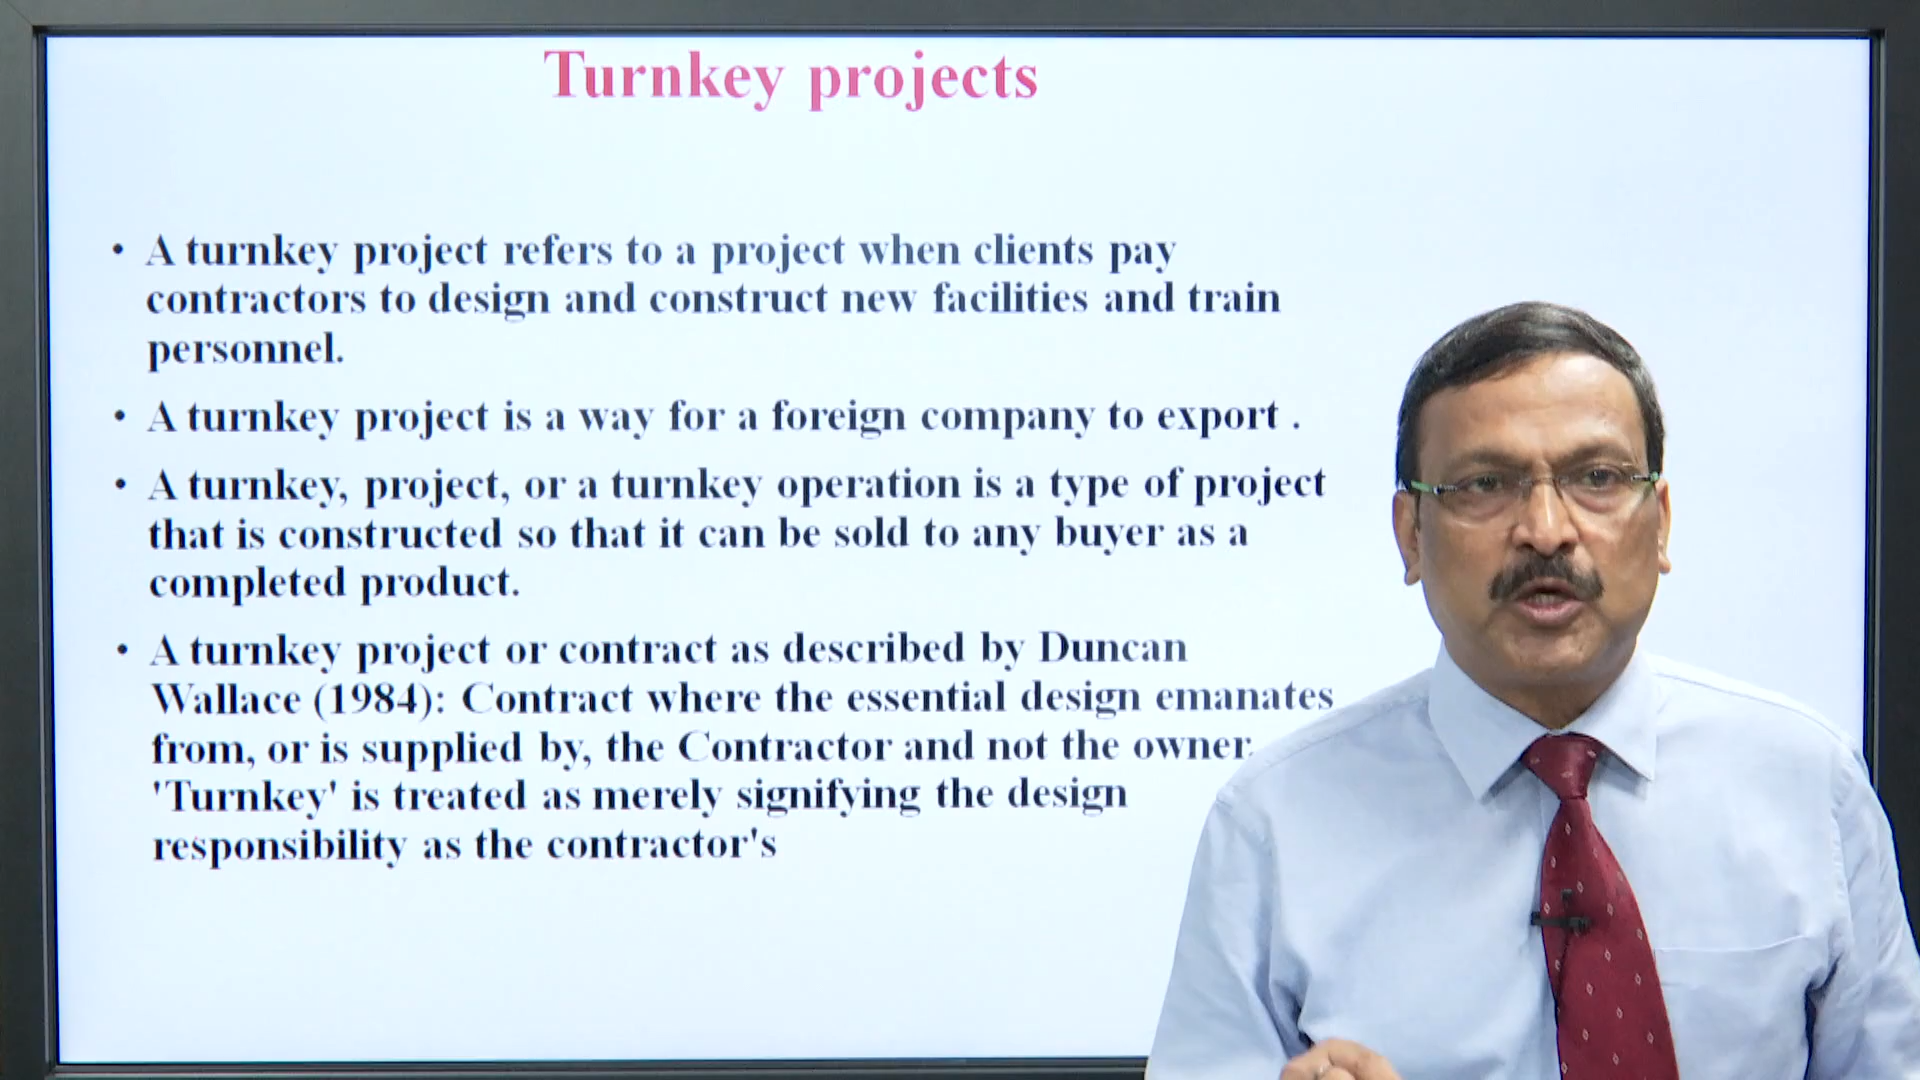 Turnkey projects
• A turnkey project refers to a project when clients pay
contractors to design and construct new facilities and train
personnel.
• A turnkey project is a way for a foreign company to export .
• A turnkey, project, or a turnkey operation is a type of project
that is constructed so that it can be sold to any buyer as a
completed product.
• A turnkey project or contract as described by Duncan
Wallace (1984): Contract where the essential design emanates
from, or is supplied by, the Contractor and not the owner.
'Turnkey' is treated as merely signifying the design
responsibility as the contractor's